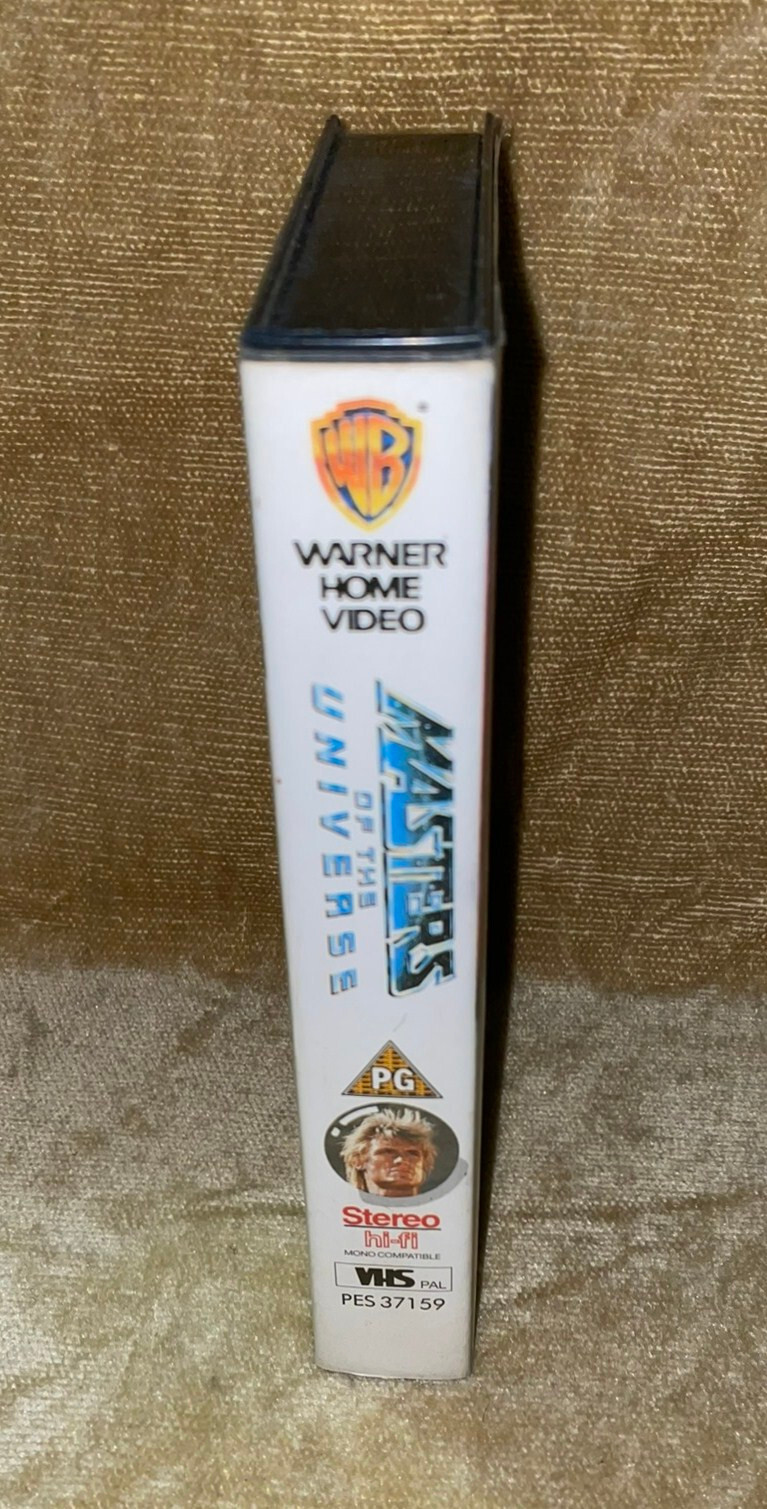 WB
WARNER
HOME
VIDEO
MASTERS
OF THE
UNIVERSE
PG
Stereo
hi-fi
MONO COMPATIBLE
VHS PAL
PES 37159